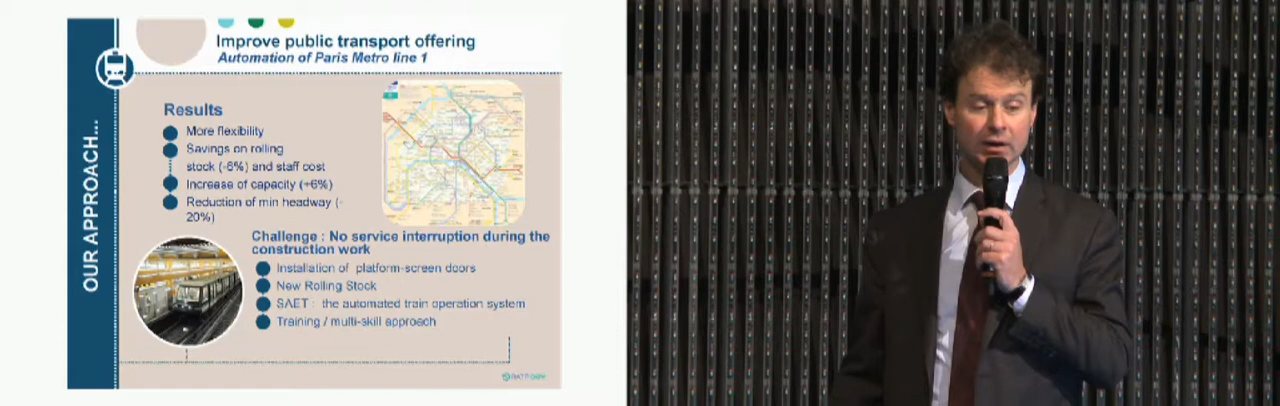 Improve public transport offering
Automation of Paris Metro line 1
OUR APPROACH...
Results
More flexibility
Savings on rolling
stock (-6%) and staff cost
Increase of capacity (+6%)
Reduction of min headway (-
20%)
Challenge : No service interruption during the
construction work
Installation of platform-screen doors
New Rolling Stock
SAET : the automated train operation system
Training / multi-skill approach